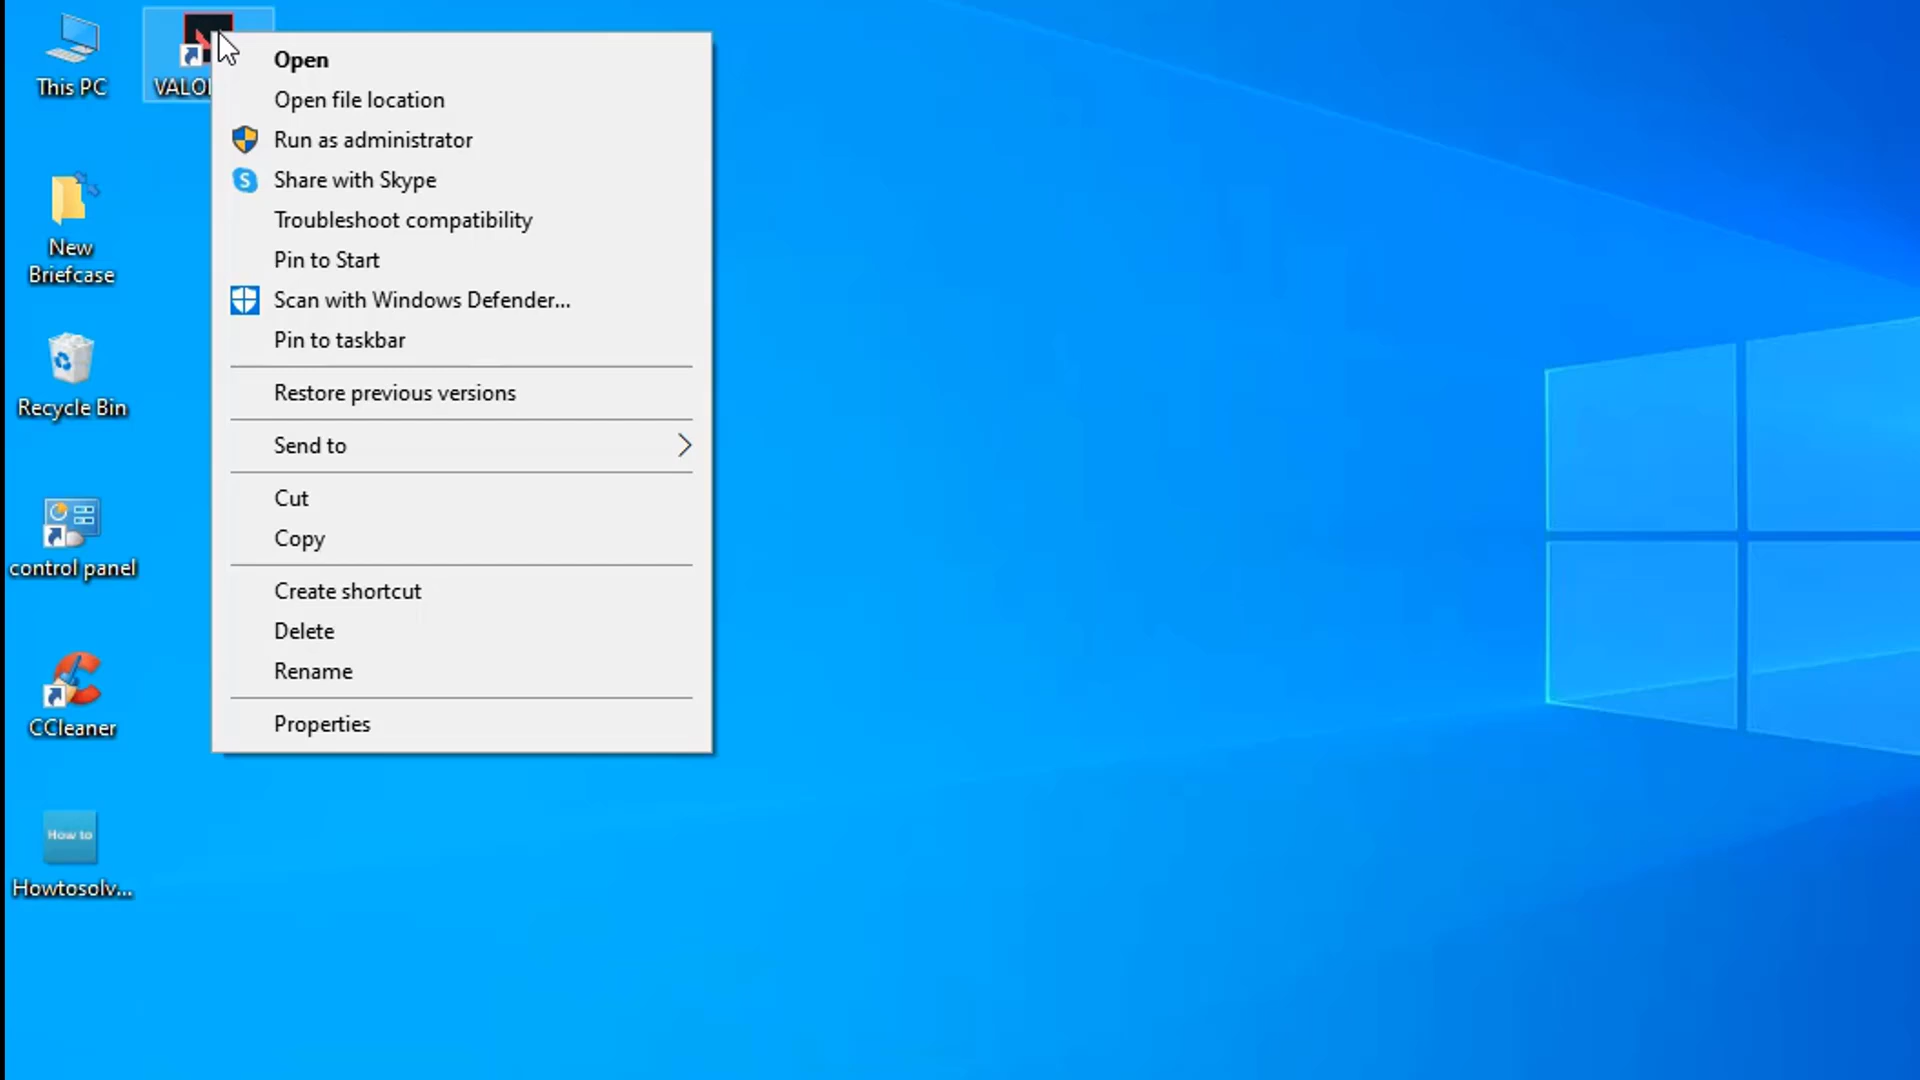 This PC
VALO
New
Briefcase
Recycle Bin
control panel
CCleaner
How to
Howtosolv...
Open
Open file location
Run as administrator
S
Share with Skype
Troubleshoot compatibility
Pin to Start
Scan with Windows Defender...
Pin to taskbar
Restore previous versions
Send to
Cut
Copy
Create shortcut
Delete
Rename
Properties